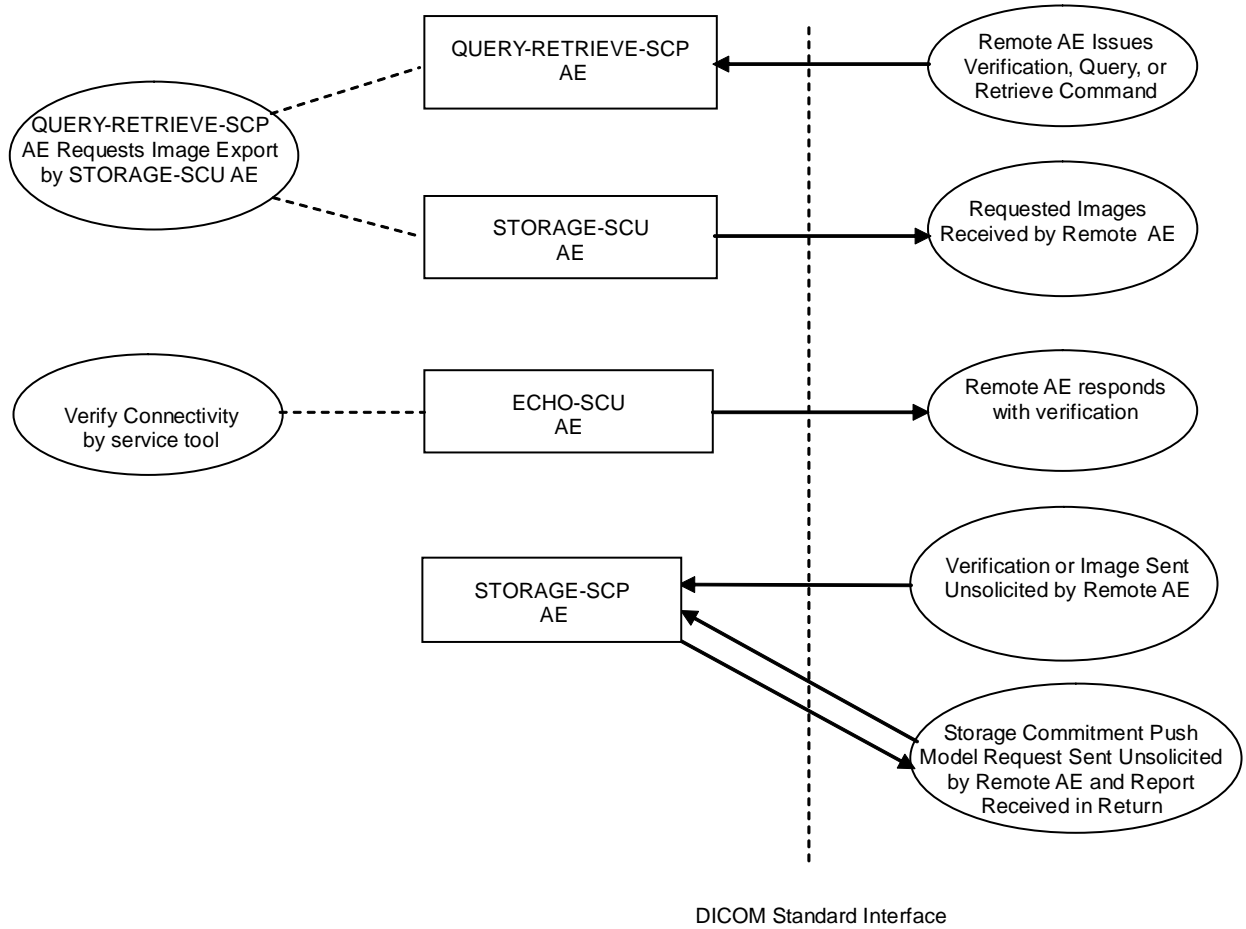 QUERY-RETRIEVE-SCP
AE
Remote AE Issues
Verification, Query, or
Retrieve Command
QUERY-RETRIEVE-SCP
AE Requests Image Export
by STORAGE-SCU AE
STORAGE-SCU
AE
Requested Images
Received by Remote AE
Verify Connectivity
by service tool
ECHO-SCU
AE
Remote AE responds
with verification
STORAGE-SCP
AE
Verification or Image Sent
Unsolicited by Remote AE
Storage Commitment Push
Model Request Sent Unsolicited
by Remote AE and Report
Received in Return
DICOM Standard Interface